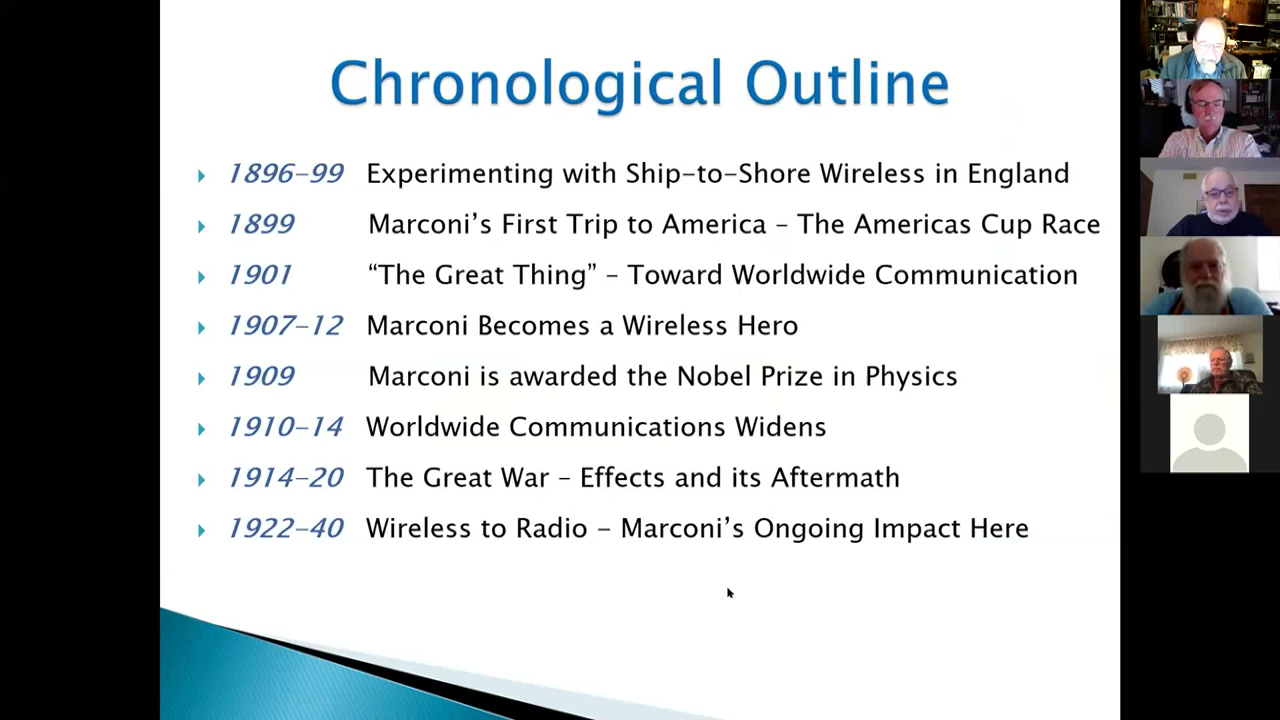 Chronological Outline
1896-99 Experimenting with Ship-to-Shore Wireless in England
1899 Marconi’s First Trip to America – The Americas Cup Race
1901 “The Great Thing” – Toward Worldwide Communication
1907-12 Marconi Becomes a Wireless Hero
1909 Marconi is awarded the Nobel Prize in Physics
1910-14 Worldwide Communications Widens
1914-20 The Great War – Effects and its Aftermath
1922-40 Wireless to Radio – Marconi’s Ongoing Impact Here